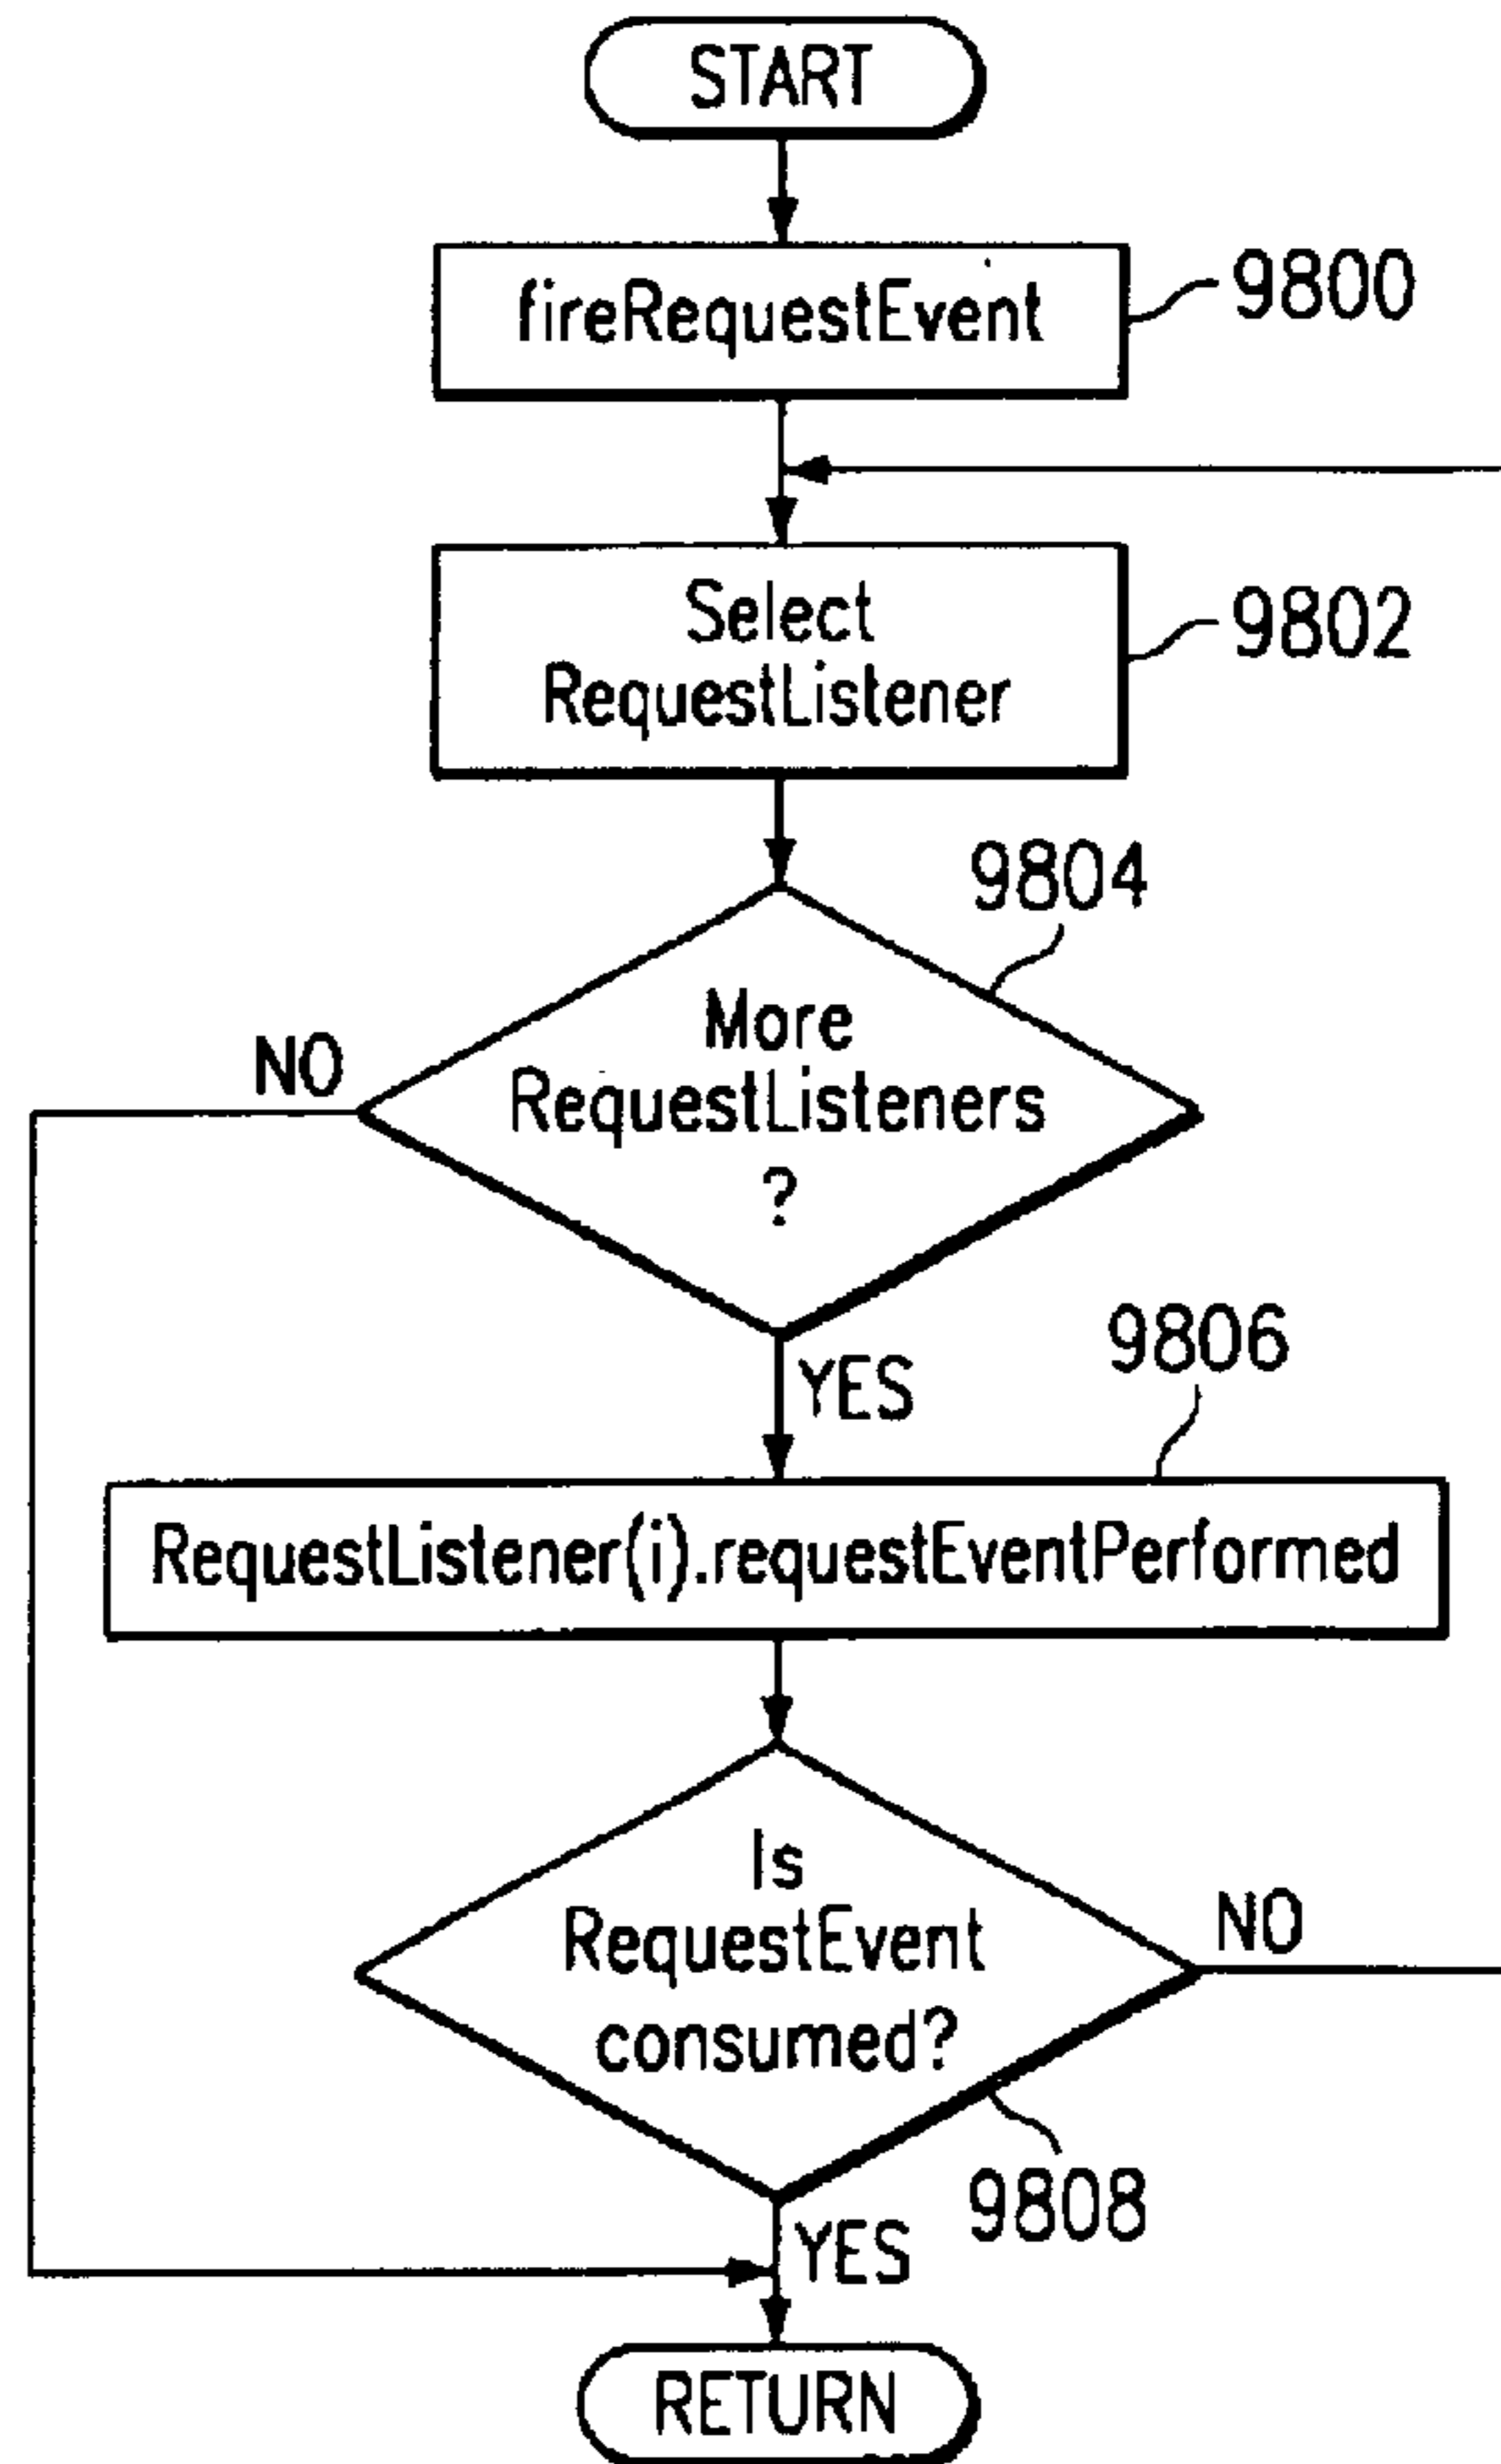 START
fireRequestEvent
9800
Select
RequestListener
9802
9804
More
RequestListeners
?
NO
YES
9806
RequestListener(i).requestEventPerformed
Is
RequestEvent
consumed?
NO
9808
YES
RETURN